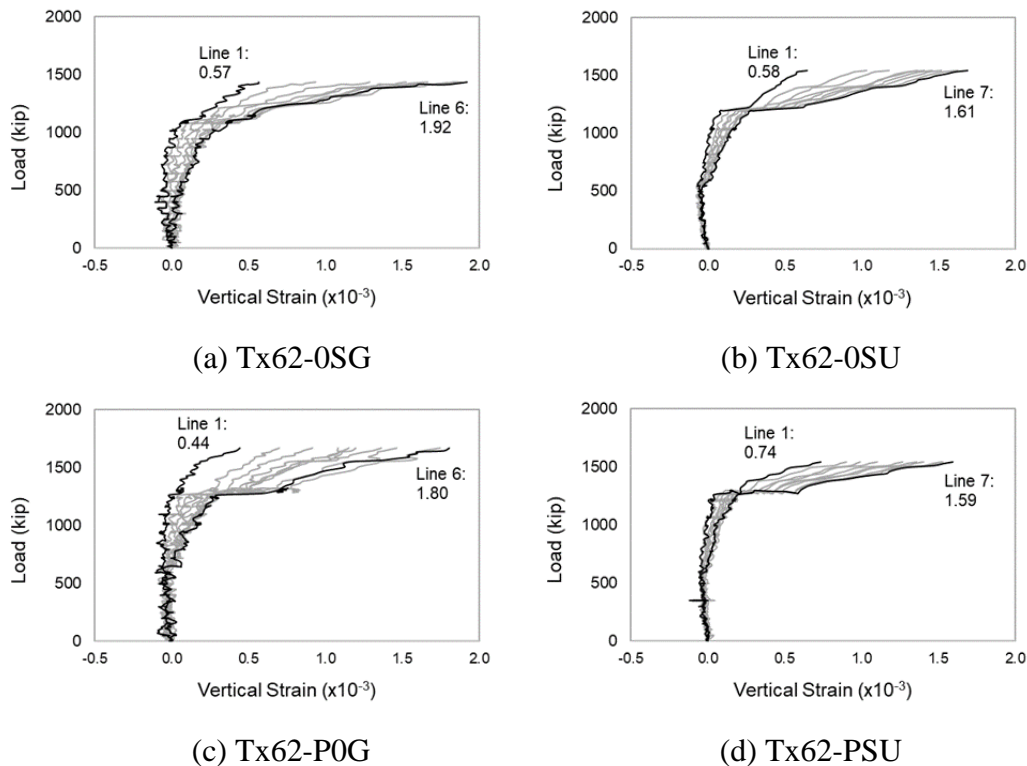 2000
1500
1000
500
0
Load (kip)
Line 1:
0.57
Line 6:
1.92
-0.5 0.0 0.5 1.0 1.5 2.0
Vertical Strain (x10-3)
(a) Tx62-0SG
2000
1500
1000
500
0
Load (kip)
Line 1:
0.58
Line 7:
1.61
-0.5 0.0 0.5 1.0 1.5 2.0
Vertical Strain (x10-3)
(b) Tx62-0SU
2000
1500
1000
500
0
Load (kip)
Line 1:
0.44
Line 6:
1.80
-0.5 0.0 0.5 1.0 1.5 2.0
Vertical Strain (x10-3)
(c) Tx62-P0G
2000
1500
1000
500
0
Load (kip)
Line 1:
0.74
Line 7:
1.59
-0.5 0.0 0.5 1.0 1.5 2.0
Vertical Strain (x10-3)
(d) Tx62-PSU